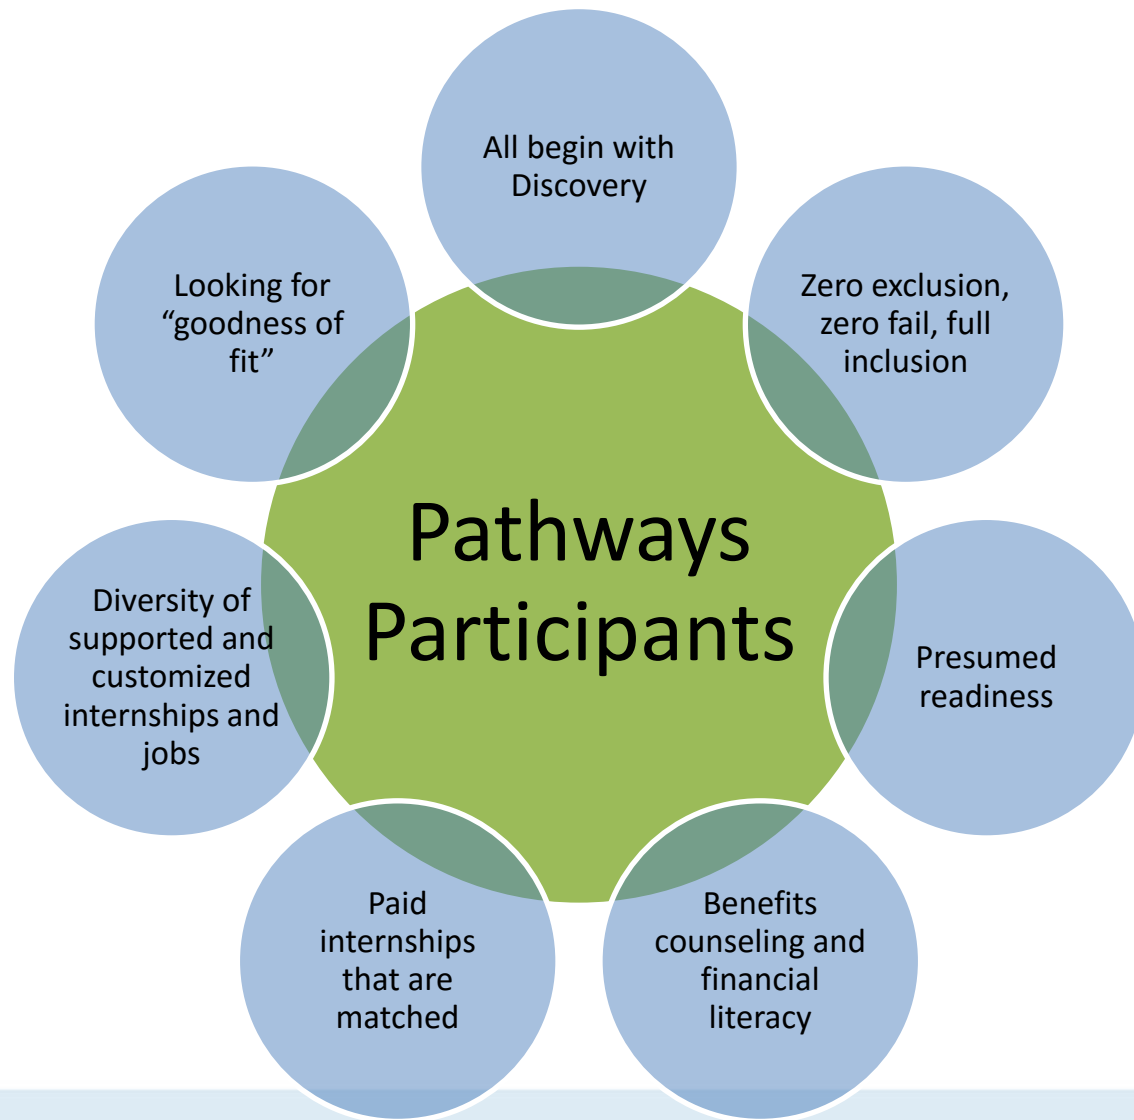 All begin with
Discovery
Zero exclusion,
zero fail, full
inclusion
Presumed
readiness
Benefits
counseling and
financial
literacy
Paid
internships
that are
matched
Diversity of
supported and
customized
internships and
jobs
Looking for
“goodness of
fit”
Pathways
Participants